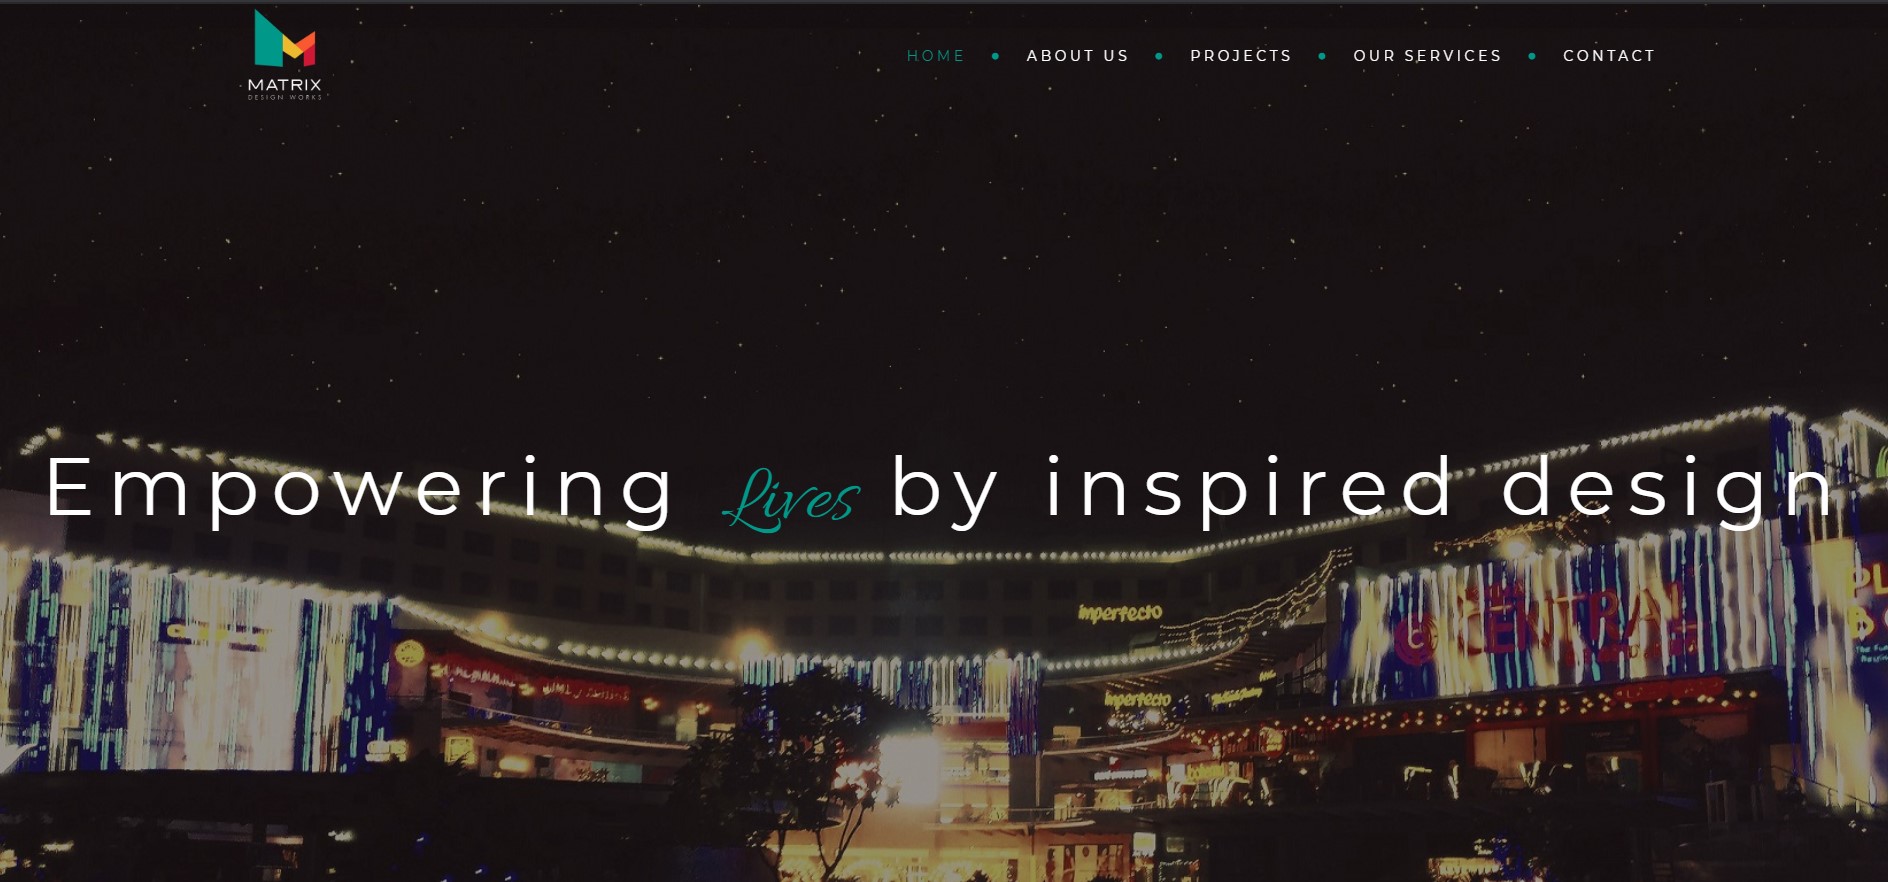 MATRIX
DESIGN WORKS
HOME • ABOUT US • PROJECTS • OUR SERVICES • CONTACT
Empowering Lives by inspired design
imperfecto
CENTRAL
imperfecto